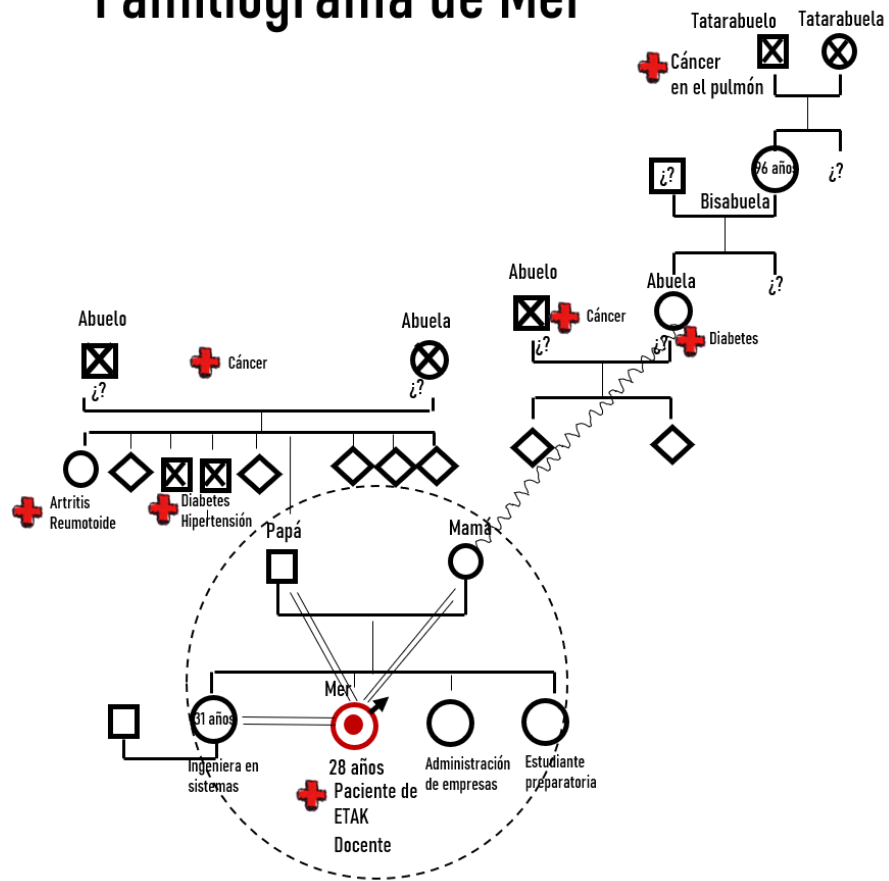 Familiograma de Mer
Tatarabuelo
Tatarabuela
Cáncer
en el pulmón
96 años
¿?
¿?
Bisabuela
Abuelo
Abuela
¿?
Cáncer
Diabetes
¿?
¿?
Abuelo
Abuela
Cáncer
¿?
¿?
Artritis
Reumotoide
Diabetes
Hipertensión
Papá
Mamá
Mer
31 años
Ingeniera en
sistemas
28 años
Paciente de
ETAK
Docente
Administración
de empresas
Estudiante
preparatoria